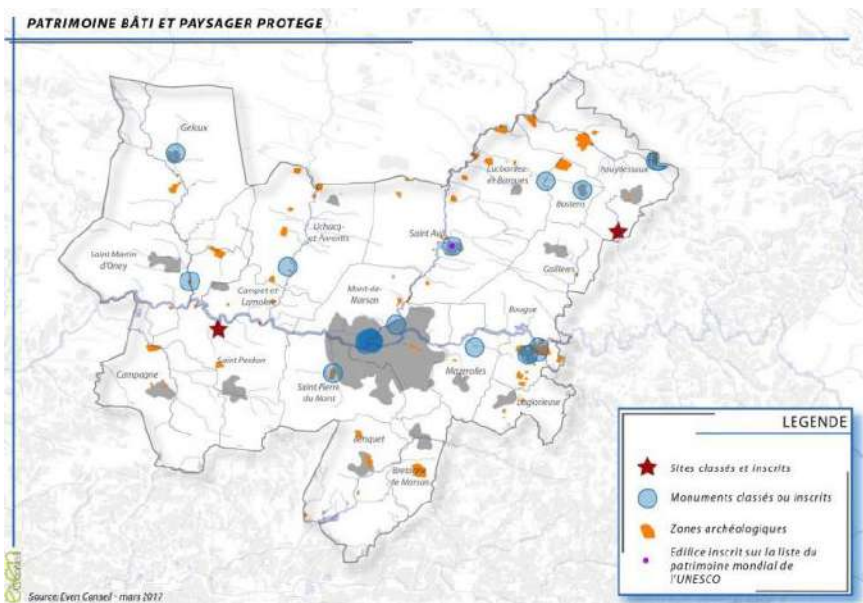 PATRIMOINE BÂTI ET PAYSAGER PROTEGE
Geloux
Lucbardez-
et-Bargues
Pouydessaux
Bostens
Uchacq-
et-Parentis
Saint Avit
Saint Martin
d'Oney
Gaillères
Campet et
Lamolère
Mont-de-
Marsan
Bougue
Saint Perdon
Campagne
Saint-Pierre
du Mont
Mazerolles
Laglorieuse
Benquet
Bretagne
de Marsan
LEGENDE
Sites classés et inscrits
Monuments classés ou inscrits
Zones archéologiques
Edifice inscrit sur la liste du
patrimoine mondial de
l'UNESCO
even
Conseil
Source: Even Conseil - mars 2017